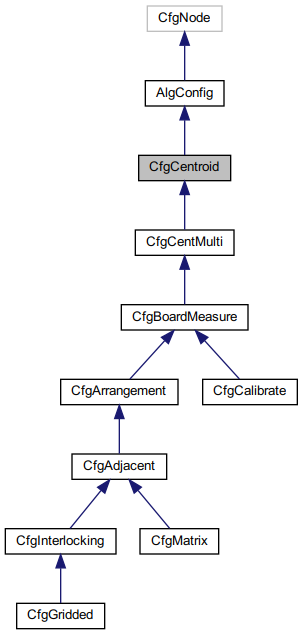 CfgNode
AlgConfig
CfgCentroid
CfgCentMulti
CfgBoardMeasure
CfgArrangement
CfgCalibrate
CfgAdjacent
CfgInterlocking
CfgMatrix
CfgGridded